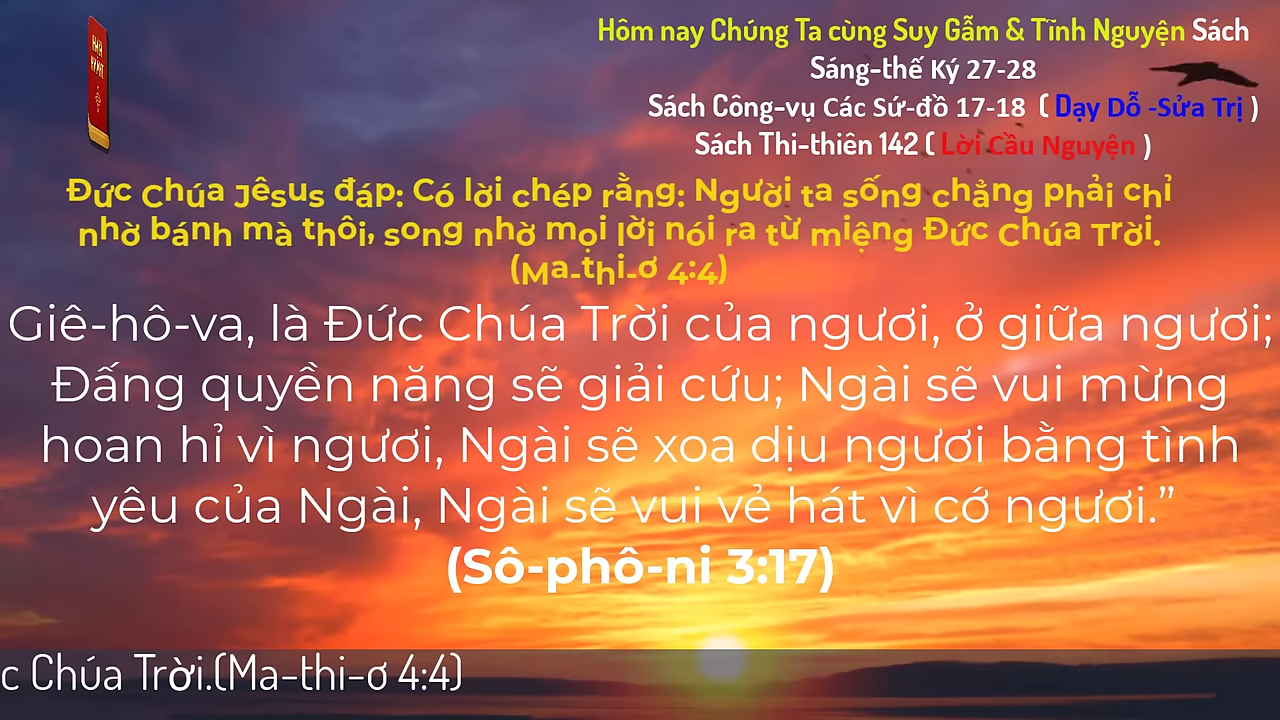 Hôm nay Chúng Ta cùng Suy Gẫm & Tĩnh Nguyện Sách
Sáng-thế Ký 27-28
Sách Công-vụ Các Sứ-đồ 17-18 ( Dạy Dỗ -Sửa Trị )
Sách Thi-thiên 142 ( Lời Cầu Nguyện )
Đức Chúa Jêsus đáp: Có lời chép rằng: Người ta sống chẳng phải chỉ
nhờ bánh mà thôi, song nhờ mọi lời nói ra từ miệng Đức Chúa Trời.
(Ma-thi-ơ 4:4)
Giê-hô-va, là Đức Chúa Trời của ngươi, ở giữa ngươi;
Đấng quyền năng sẽ giải cứu; Ngài sẽ vui mừng
hoan hỉ vì ngươi, Ngài sẽ xoa dịu ngươi bằng tình
yêu của Ngài, Ngài sẽ vui vẻ hát vì cớ ngươi.”
(Sô-phô-ni 3:17)
c Chúa Trời.(Ma-thi-ơ 4:4)